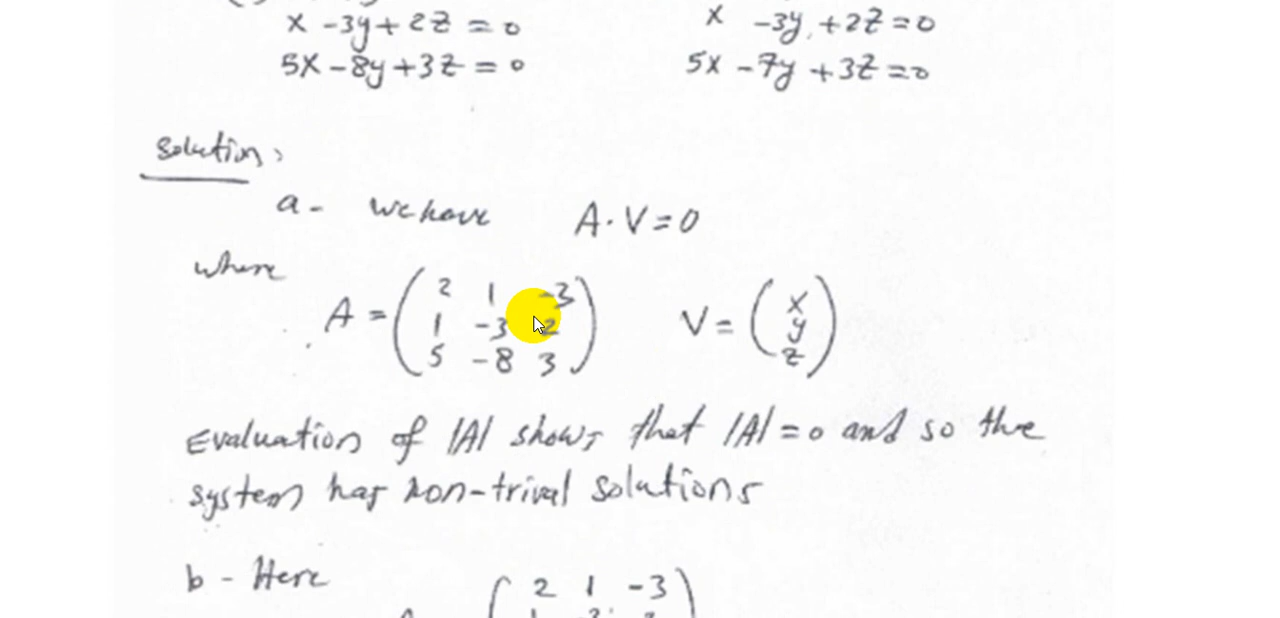 x - 3y + 2z = 0 x - 3y + 2z = 0
5x - 8y + 3z = 0 5x - 7y + 3z = 0
Solution:
a - we have A . V = 0
where
A = ( 2 1 -3 ) V = ( x )
( 1 -3 2 ) ( y )
( 5 -8 3 ) ( z )
Evaluation of |A| shows that |A| = 0 and so the
system has non-trival solutions
b - Here ( 2 1 -3 )